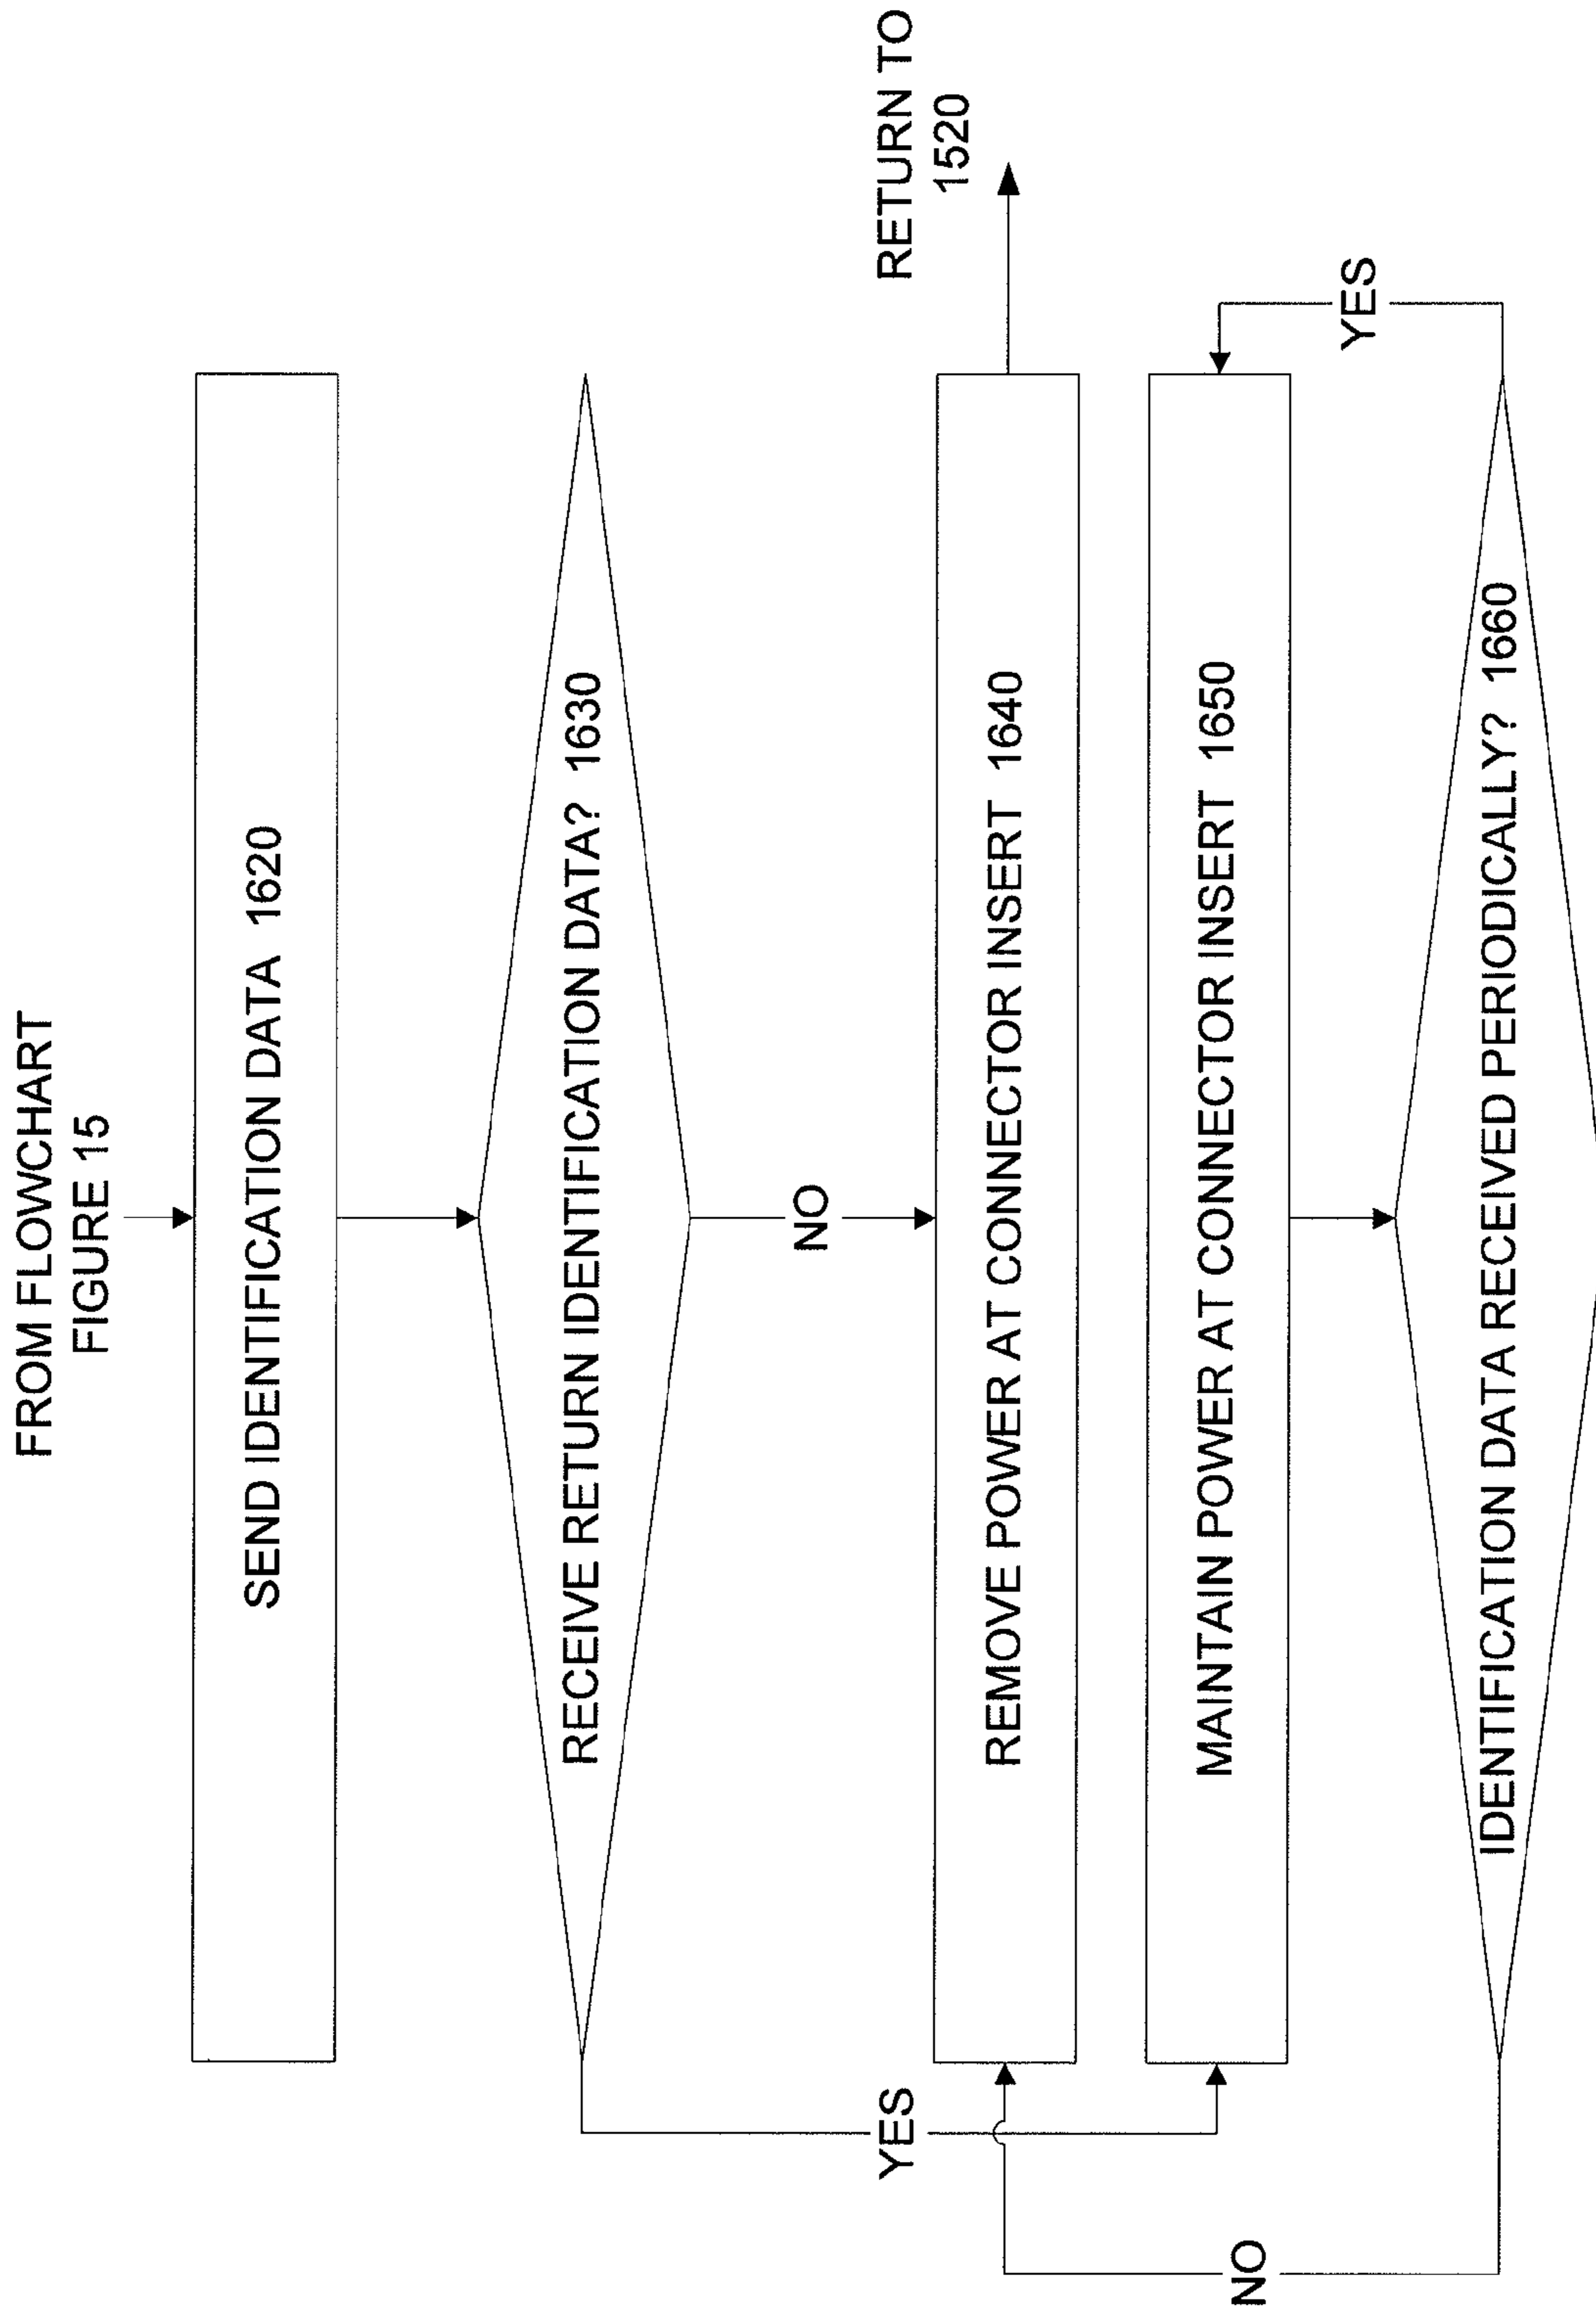 FROM FLOWCHART
FIGURE 15
SEND IDENTIFICATION DATA 1620
RECEIVE RETURN IDENTIFICATION DATA? 1630
NO
YES
REMOVE POWER AT CONNECTOR INSERT 1640
RETURN TO
1520
MAINTAIN POWER AT CONNECTOR INSERT 1650
NO
YES
IDENTIFICATION DATA RECEIVED PERIODICALLY? 1660